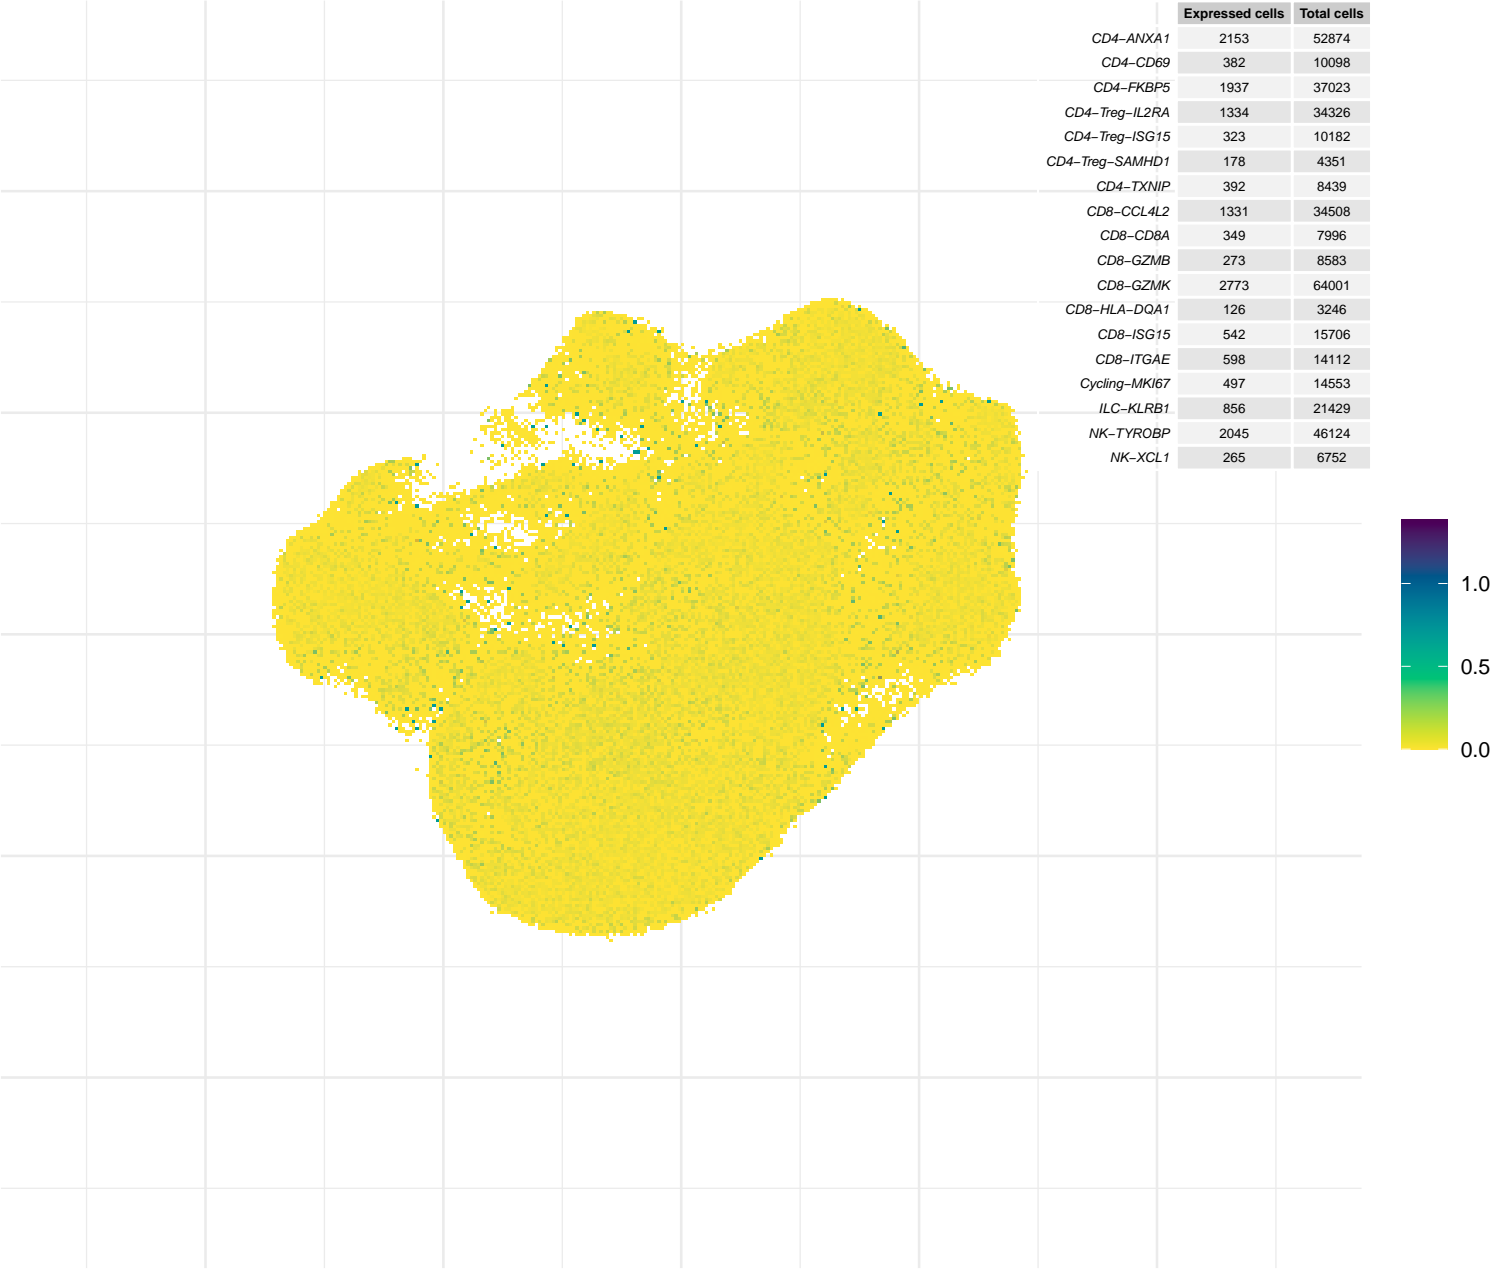 Expressed cells Total cells
CD4−ANXA1 2153 52874
CD4−CD69 382 10098
CD4−FKBP5 1937 37023
CD4−Treg−IL2RA 1334 34326
CD4−Treg−ISG15 323 10182
CD4−Treg−SAMHD1 178 4351
CD4−TXNIP 392 8439
CD8−CCL4L2 1331 34508
CD8−CD8A 349 7996
CD8−GZMB 273 8583
CD8−GZMK 2773 64001
CD8−HLA−DQA1 126 3246
CD8−ISG15 542 15706
CD8−ITGAE 598 14112
Cycling−MKI67 497 14553
ILC−KLRB1 856 21429
NK−TYROBP 2045 46124
NK−XCL1 265 6752
1.0
0.5
0.0